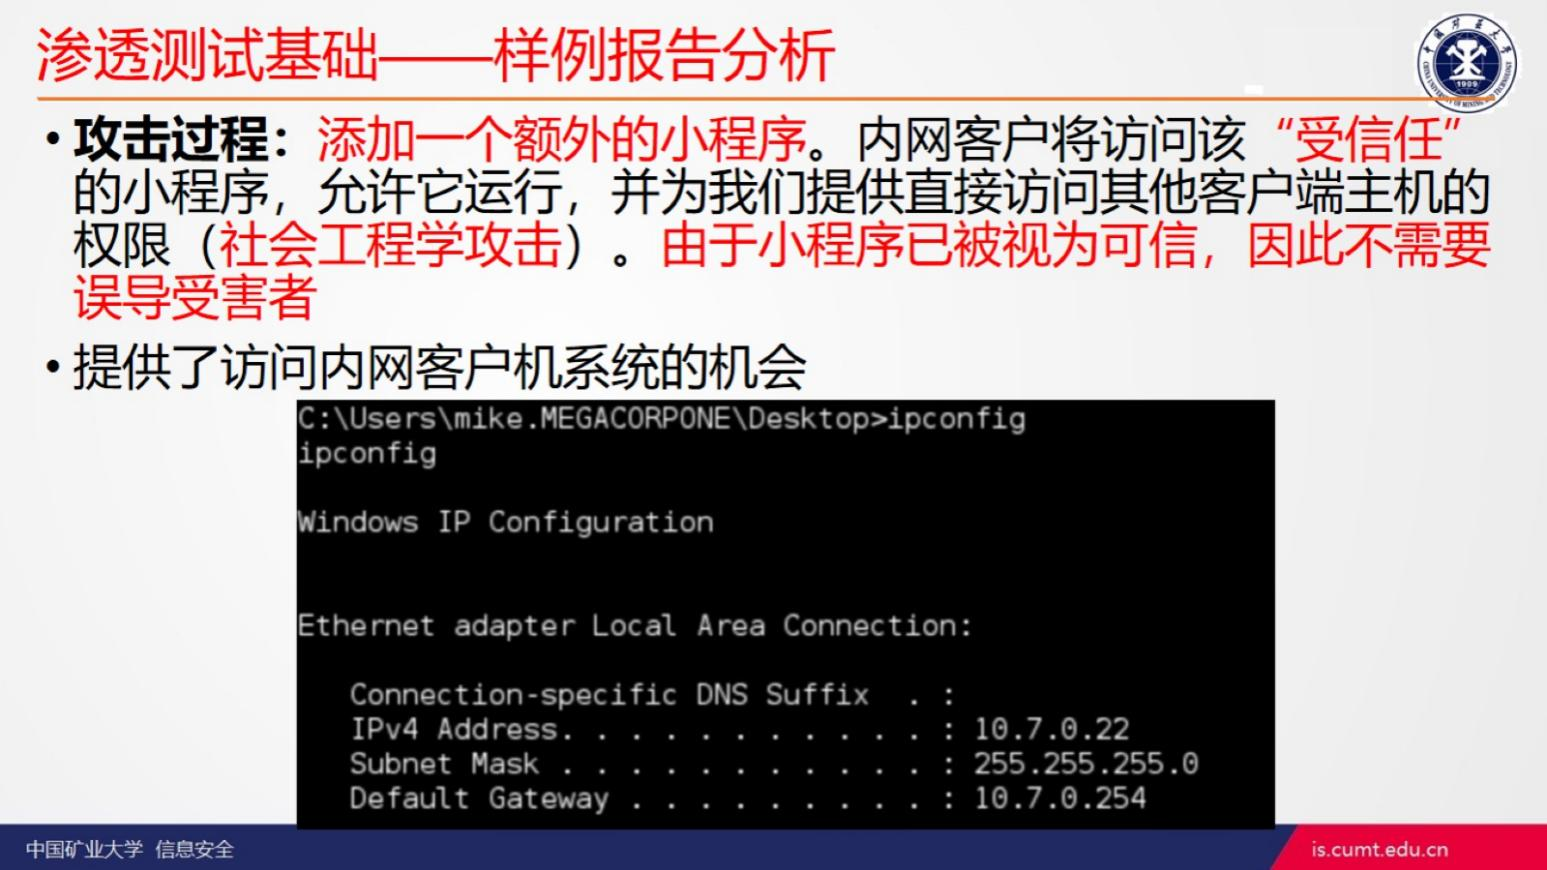 渗透测试基础——样例报告分析
• 攻击过程：添加一个额外的小程序。内网客户将访问该“受信任”
的小程序，允许它运行，并为我们提供直接访问其他客户端主机的
权限（社会工程学攻击）。由于小程序已被视为可信，因此不需要
误导受害者
• 提供了访问内网客户机系统的机会
C:\Users\mike.MEGACORPONE\Desktop>ipconfig
ipconfig
Windows IP Configuration
Ethernet adapter Local Area Connection:
Connection-specific DNS Suffix  . :
IPv4 Address. . . . . . . . . . . : 10.7.0.22
Subnet Mask . . . . . . . . . . . : 255.255.255.0
Default Gateway . . . . . . . . . : 10.7.0.254
中国矿业大学 信息安全
is.cumt.edu.cn